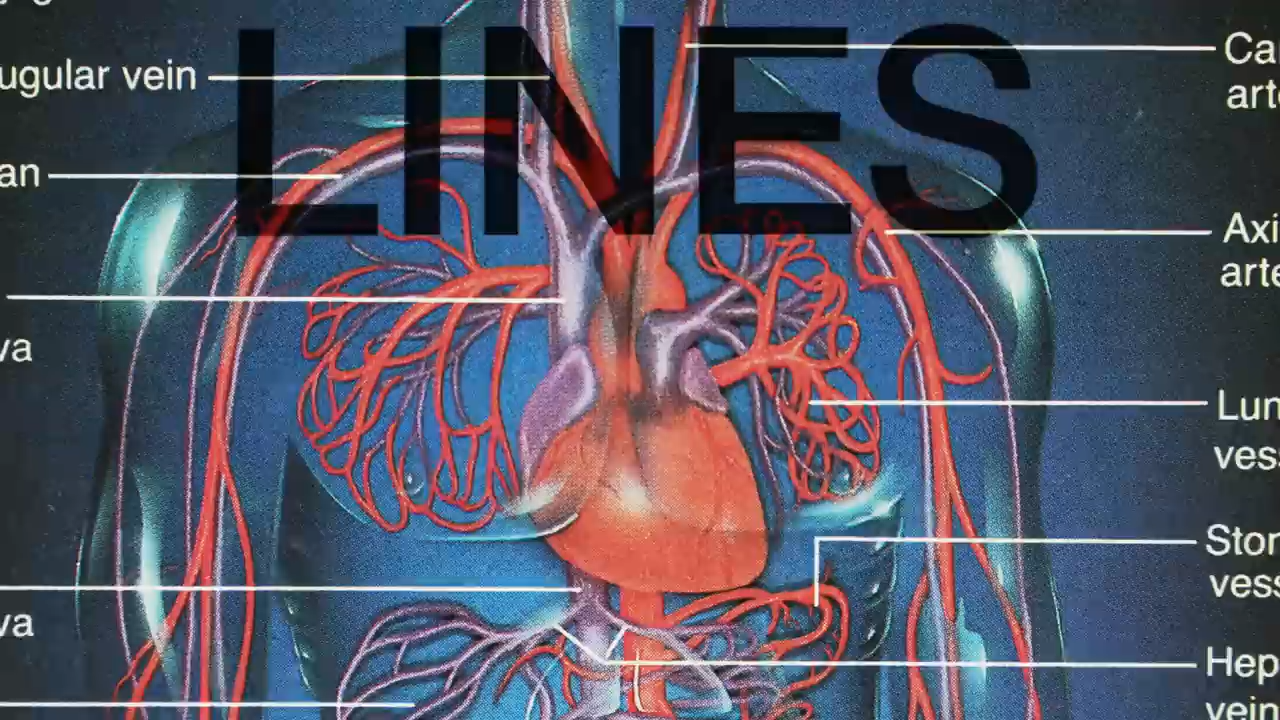 LINES
ugular vein
an
va
va
Ca
arte
Axi
arte
Lun
vess
Stor
vess
Hep
vein